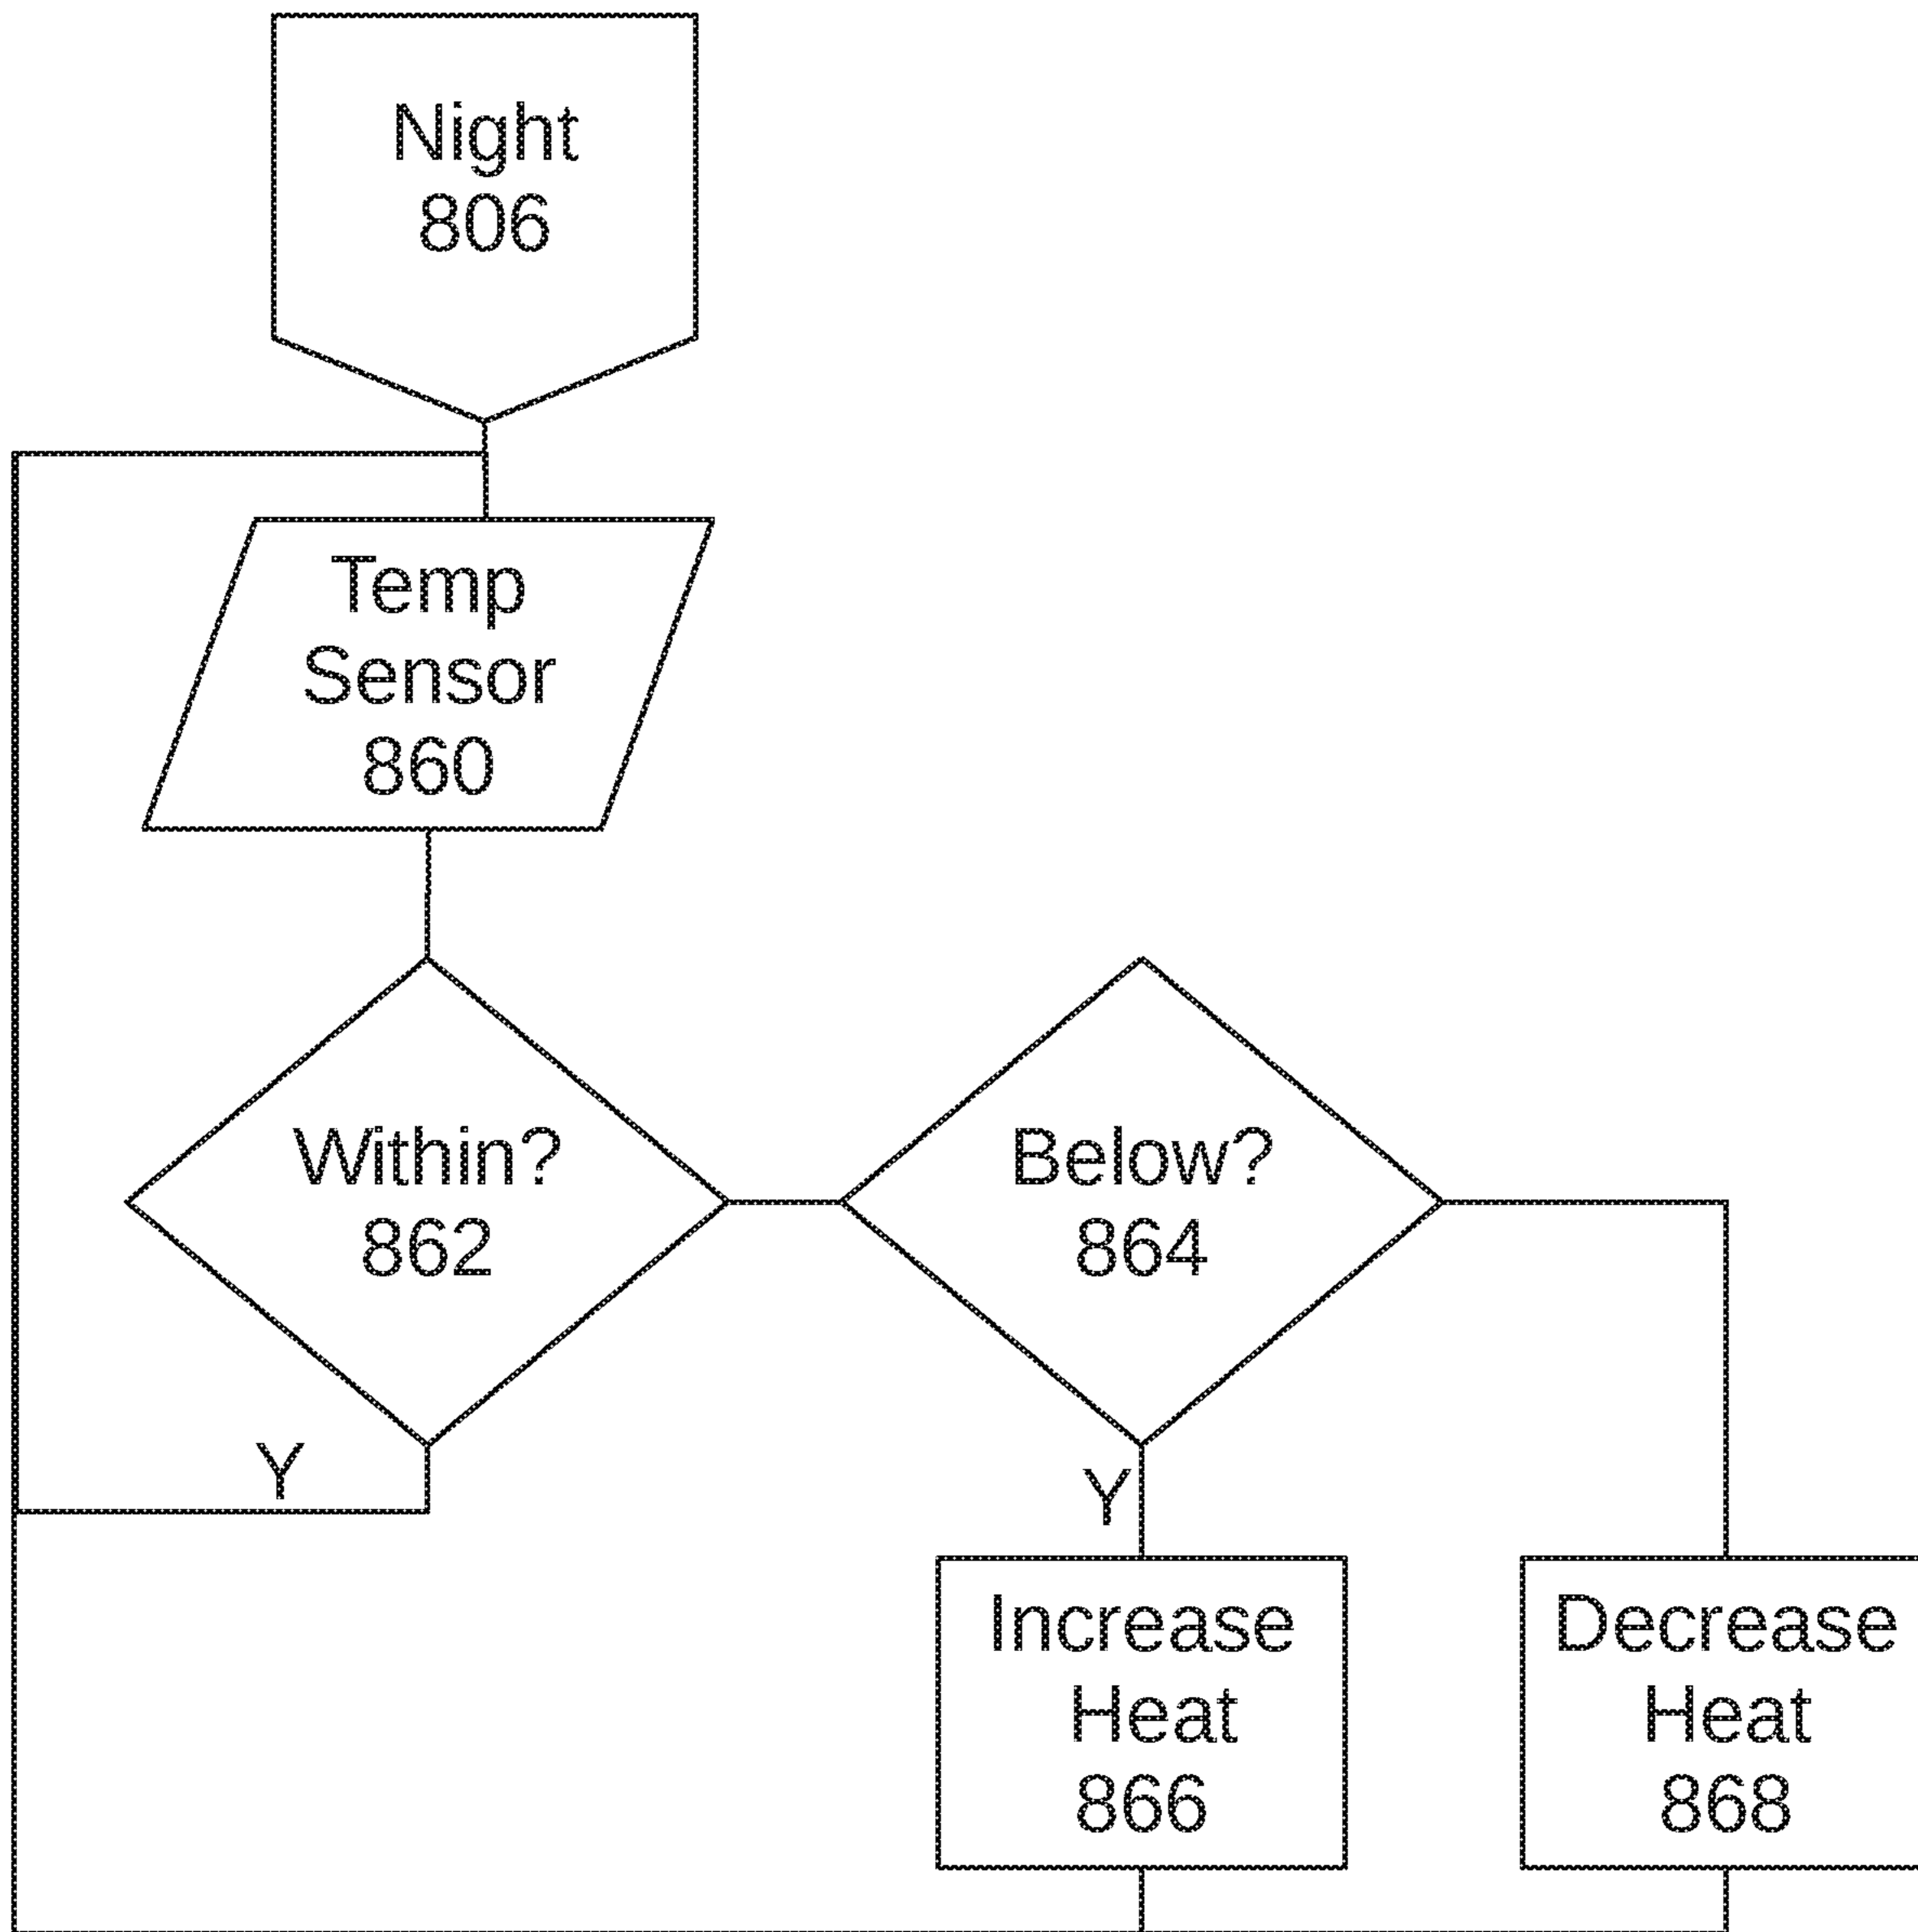 Night
806
Temp
Sensor
860
Within?
862
Below?
864
Y
Y
Increase
Heat
866
Decrease
Heat
868